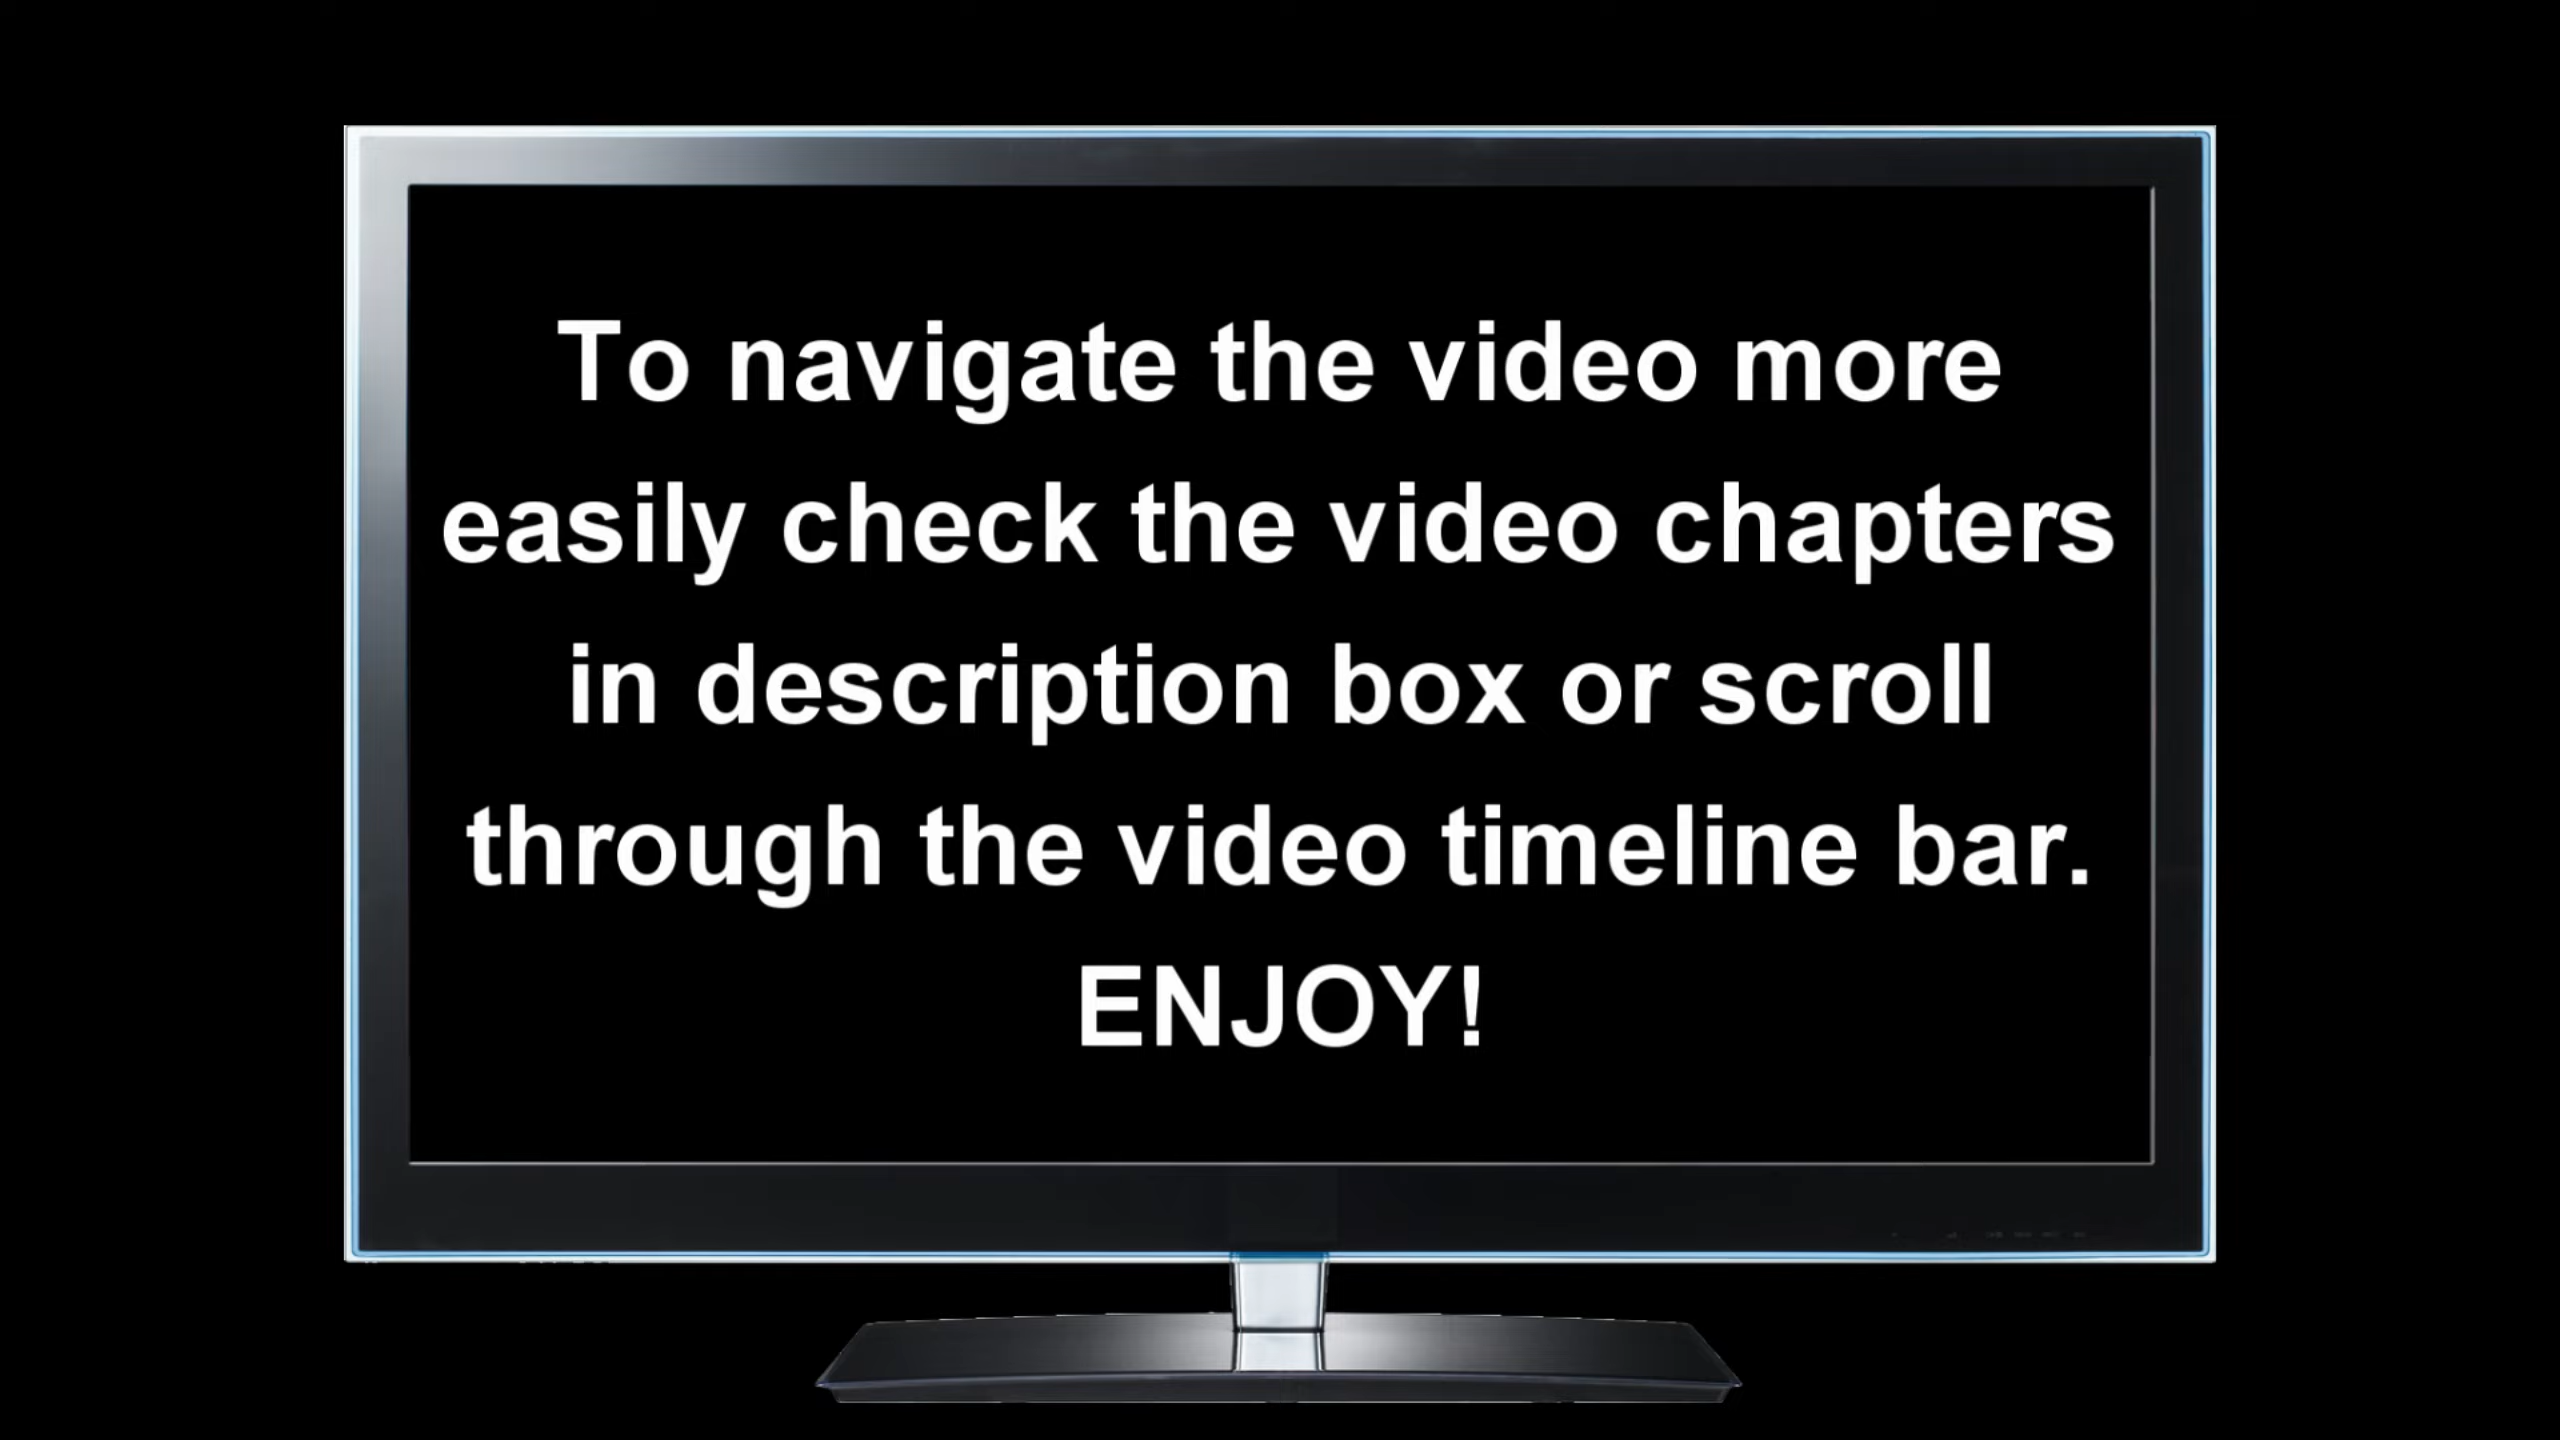 To navigate the video more
easily check the video chapters
in description box or scroll
through the video timeline bar.
ENJOY!